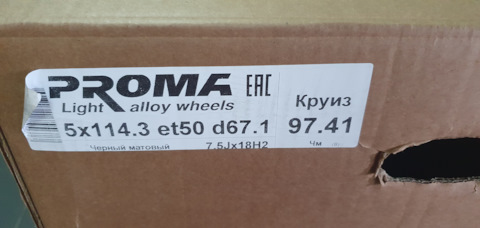 PROMA EAC
Light alloy wheels
5x114.3 et50 d67.1
Черный матовый 7.5Jx18H2
Круиз
97.41
Чм